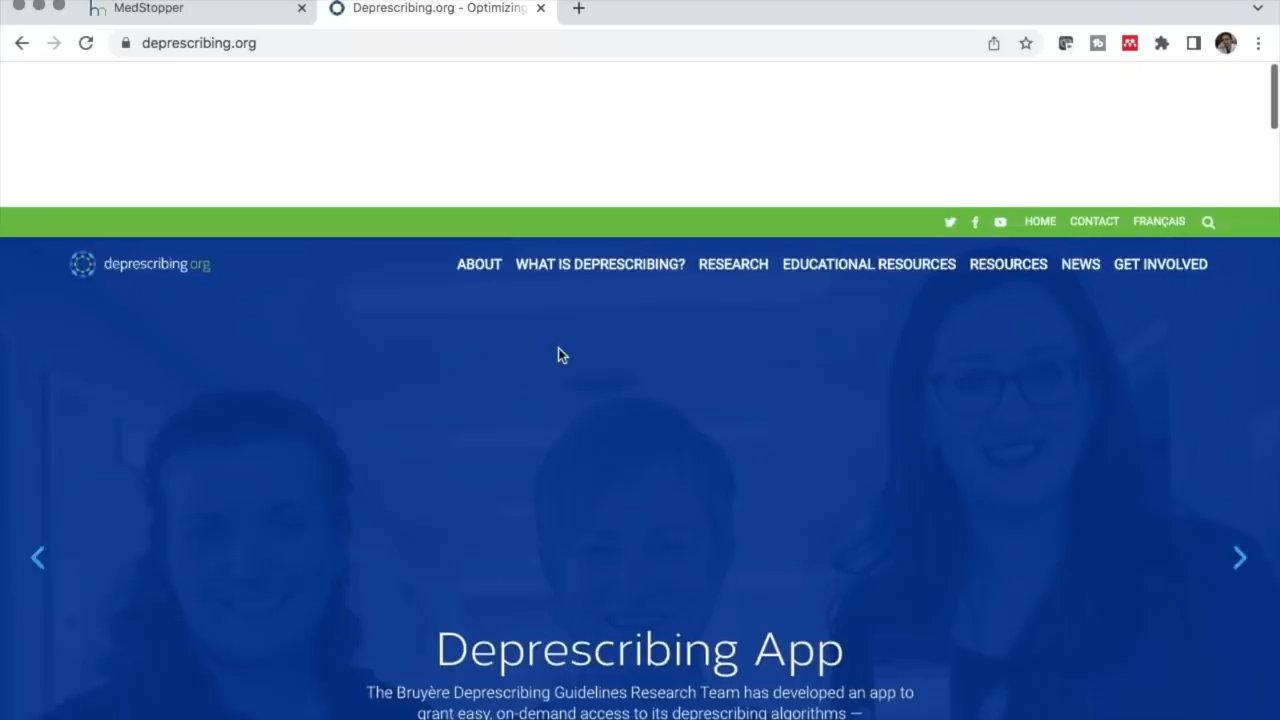 MedStopper
Deprescribing.org - Optimizing
deprescribing.org
HOME CONTACT FRANÇAIS
deprescribing.org
ABOUT WHAT IS DEPRESCRIBING? RESEARCH EDUCATIONAL RESOURCES RESOURCES NEWS GET INVOLVED
Deprescribing App
The Bruyère Deprescribing Guidelines Research Team has developed an app to
grant easy, on-demand access to its deprescribing algorithms —